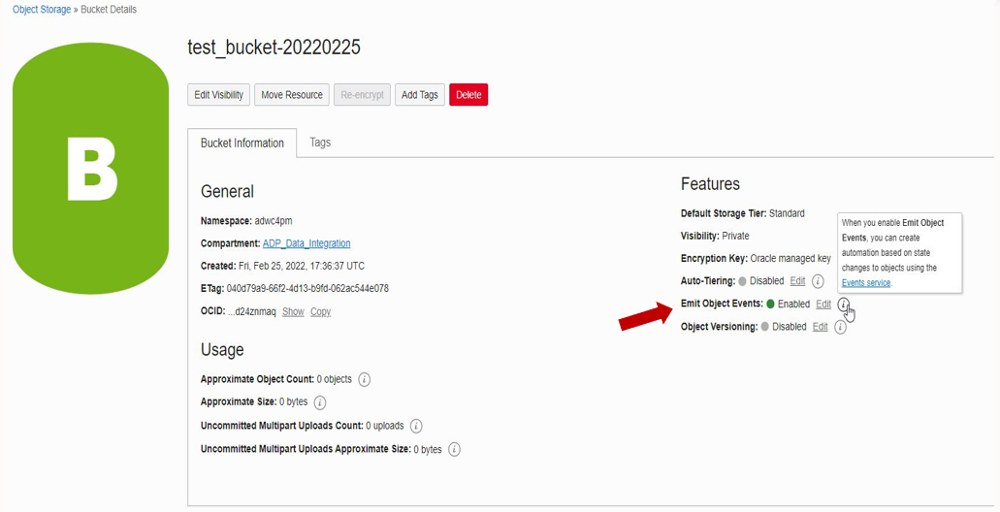 Object Storage » Bucket Details
B
test_bucket-20220225
Edit Visibility Move Resource Re-encrypt Add Tags Delete
Bucket Information Tags
General
Namespace: adwc4pm
Compartment: ADP_Data_Integration
Created: Fri, Feb 25, 2022, 17:36:37 UTC
ETag: 040d79a9-66f2-4d13-b9fd-062ac544e078
OCID: ...d24znmaq Show Copy
Usage
Approximate Object Count: 0 objects i
Approximate Size: 0 bytes i
Uncommitted Multipart Uploads Count: 0 uploads i
Uncommitted Multipart Uploads Approximate Size: 0 bytes i
Features
Default Storage Tier: Standard
Visibility: Private
Encryption Key: Oracle managed key
Auto-Tiering: Disabled Edit i
Emit Object Events: Enabled Edit i
Object Versioning: Disabled Edit i
When you enable Emit Object
Events, you can create
automation based on state
changes to objects using the
Events service.